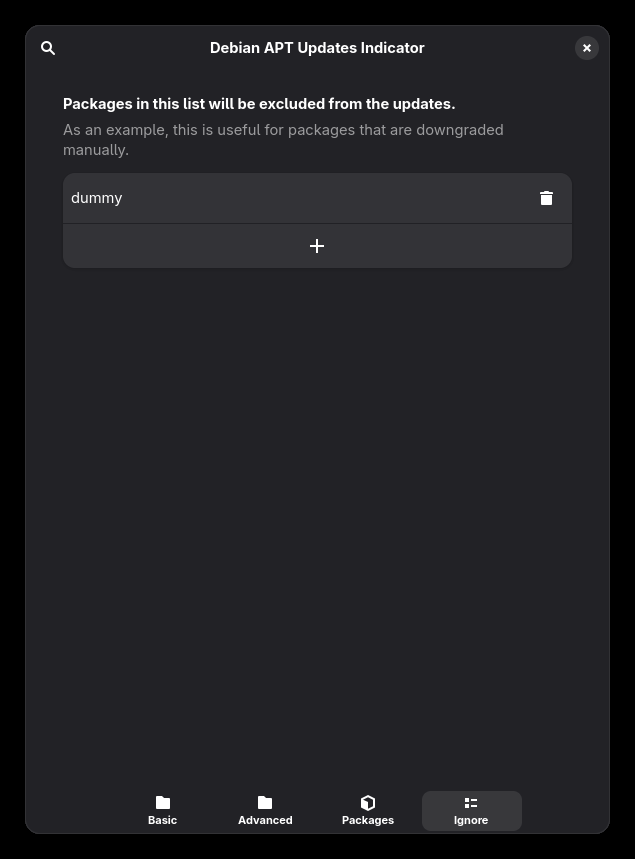 Debian APT Updates Indicator
Packages in this list will be excluded from the updates.
As an example, this is useful for packages that are downgraded
manually.
dummy
Basic
Advanced
Packages
Ignore